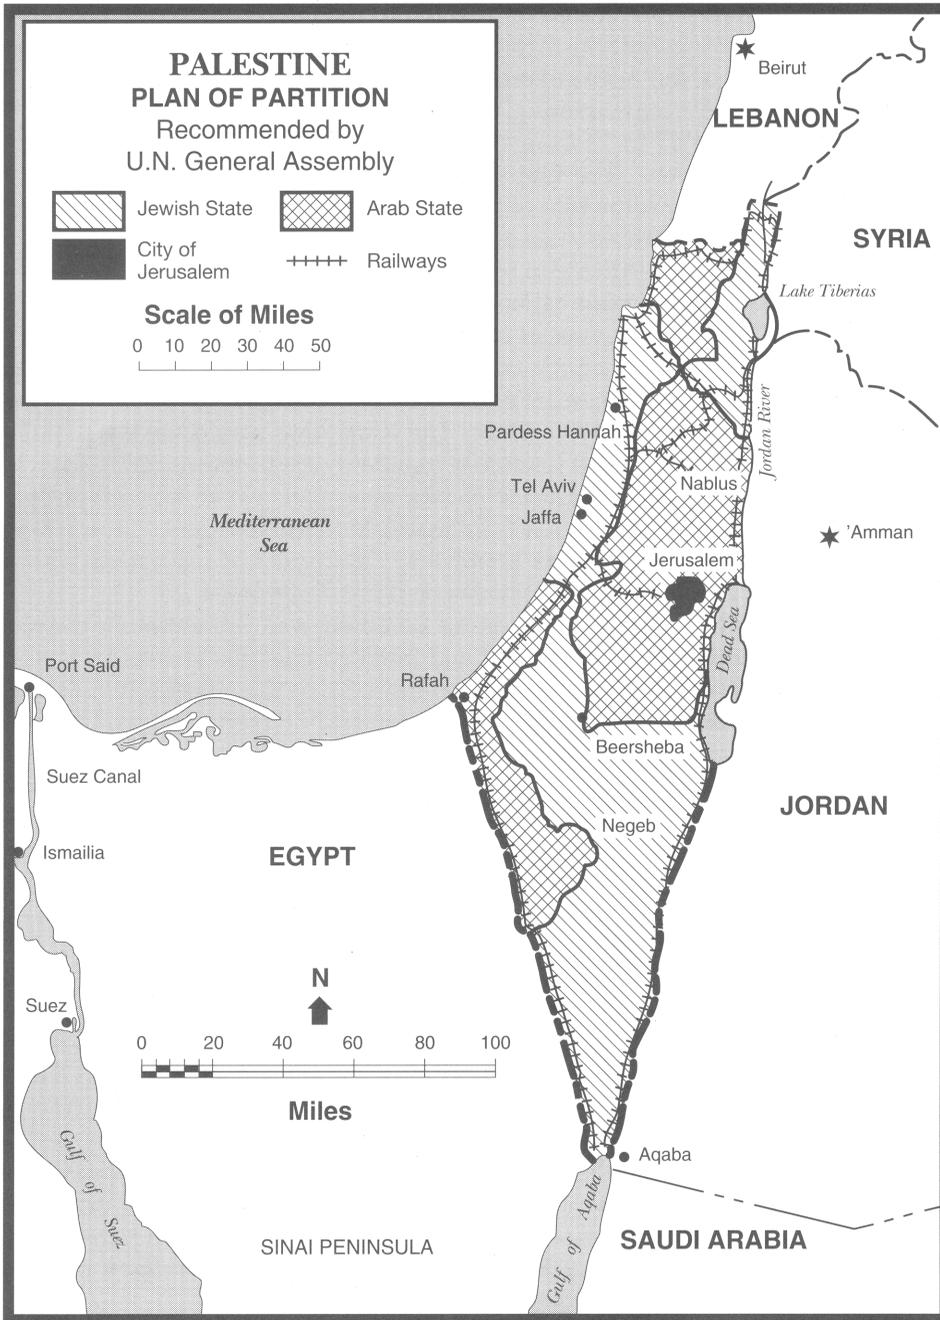 PALESTINE
PLAN OF PARTITION
Recommended by
U.N. General Assembly
Jewish State
Arab State
City of
Jerusalem
Railways
Scale of Miles
0 10 20 30 40 50
Beirut
LEBANON
SYRIA
Lake Tiberias
Jordan River
Pardess Hannah
Nablus
Tel Aviv
Jaffa
Mediterranean
Sea
'Amman
Jerusalem
Dead Sea
Port Said
Rafah
Beersheba
Suez Canal
JORDAN
Negeb
Ismailia
EGYPT
N
Suez
0 20 40 60 80 100
Miles
Gulf of Suez
Aqaba
Gulf of Aqaba
SINAI PENINSULA
SAUDI ARABIA